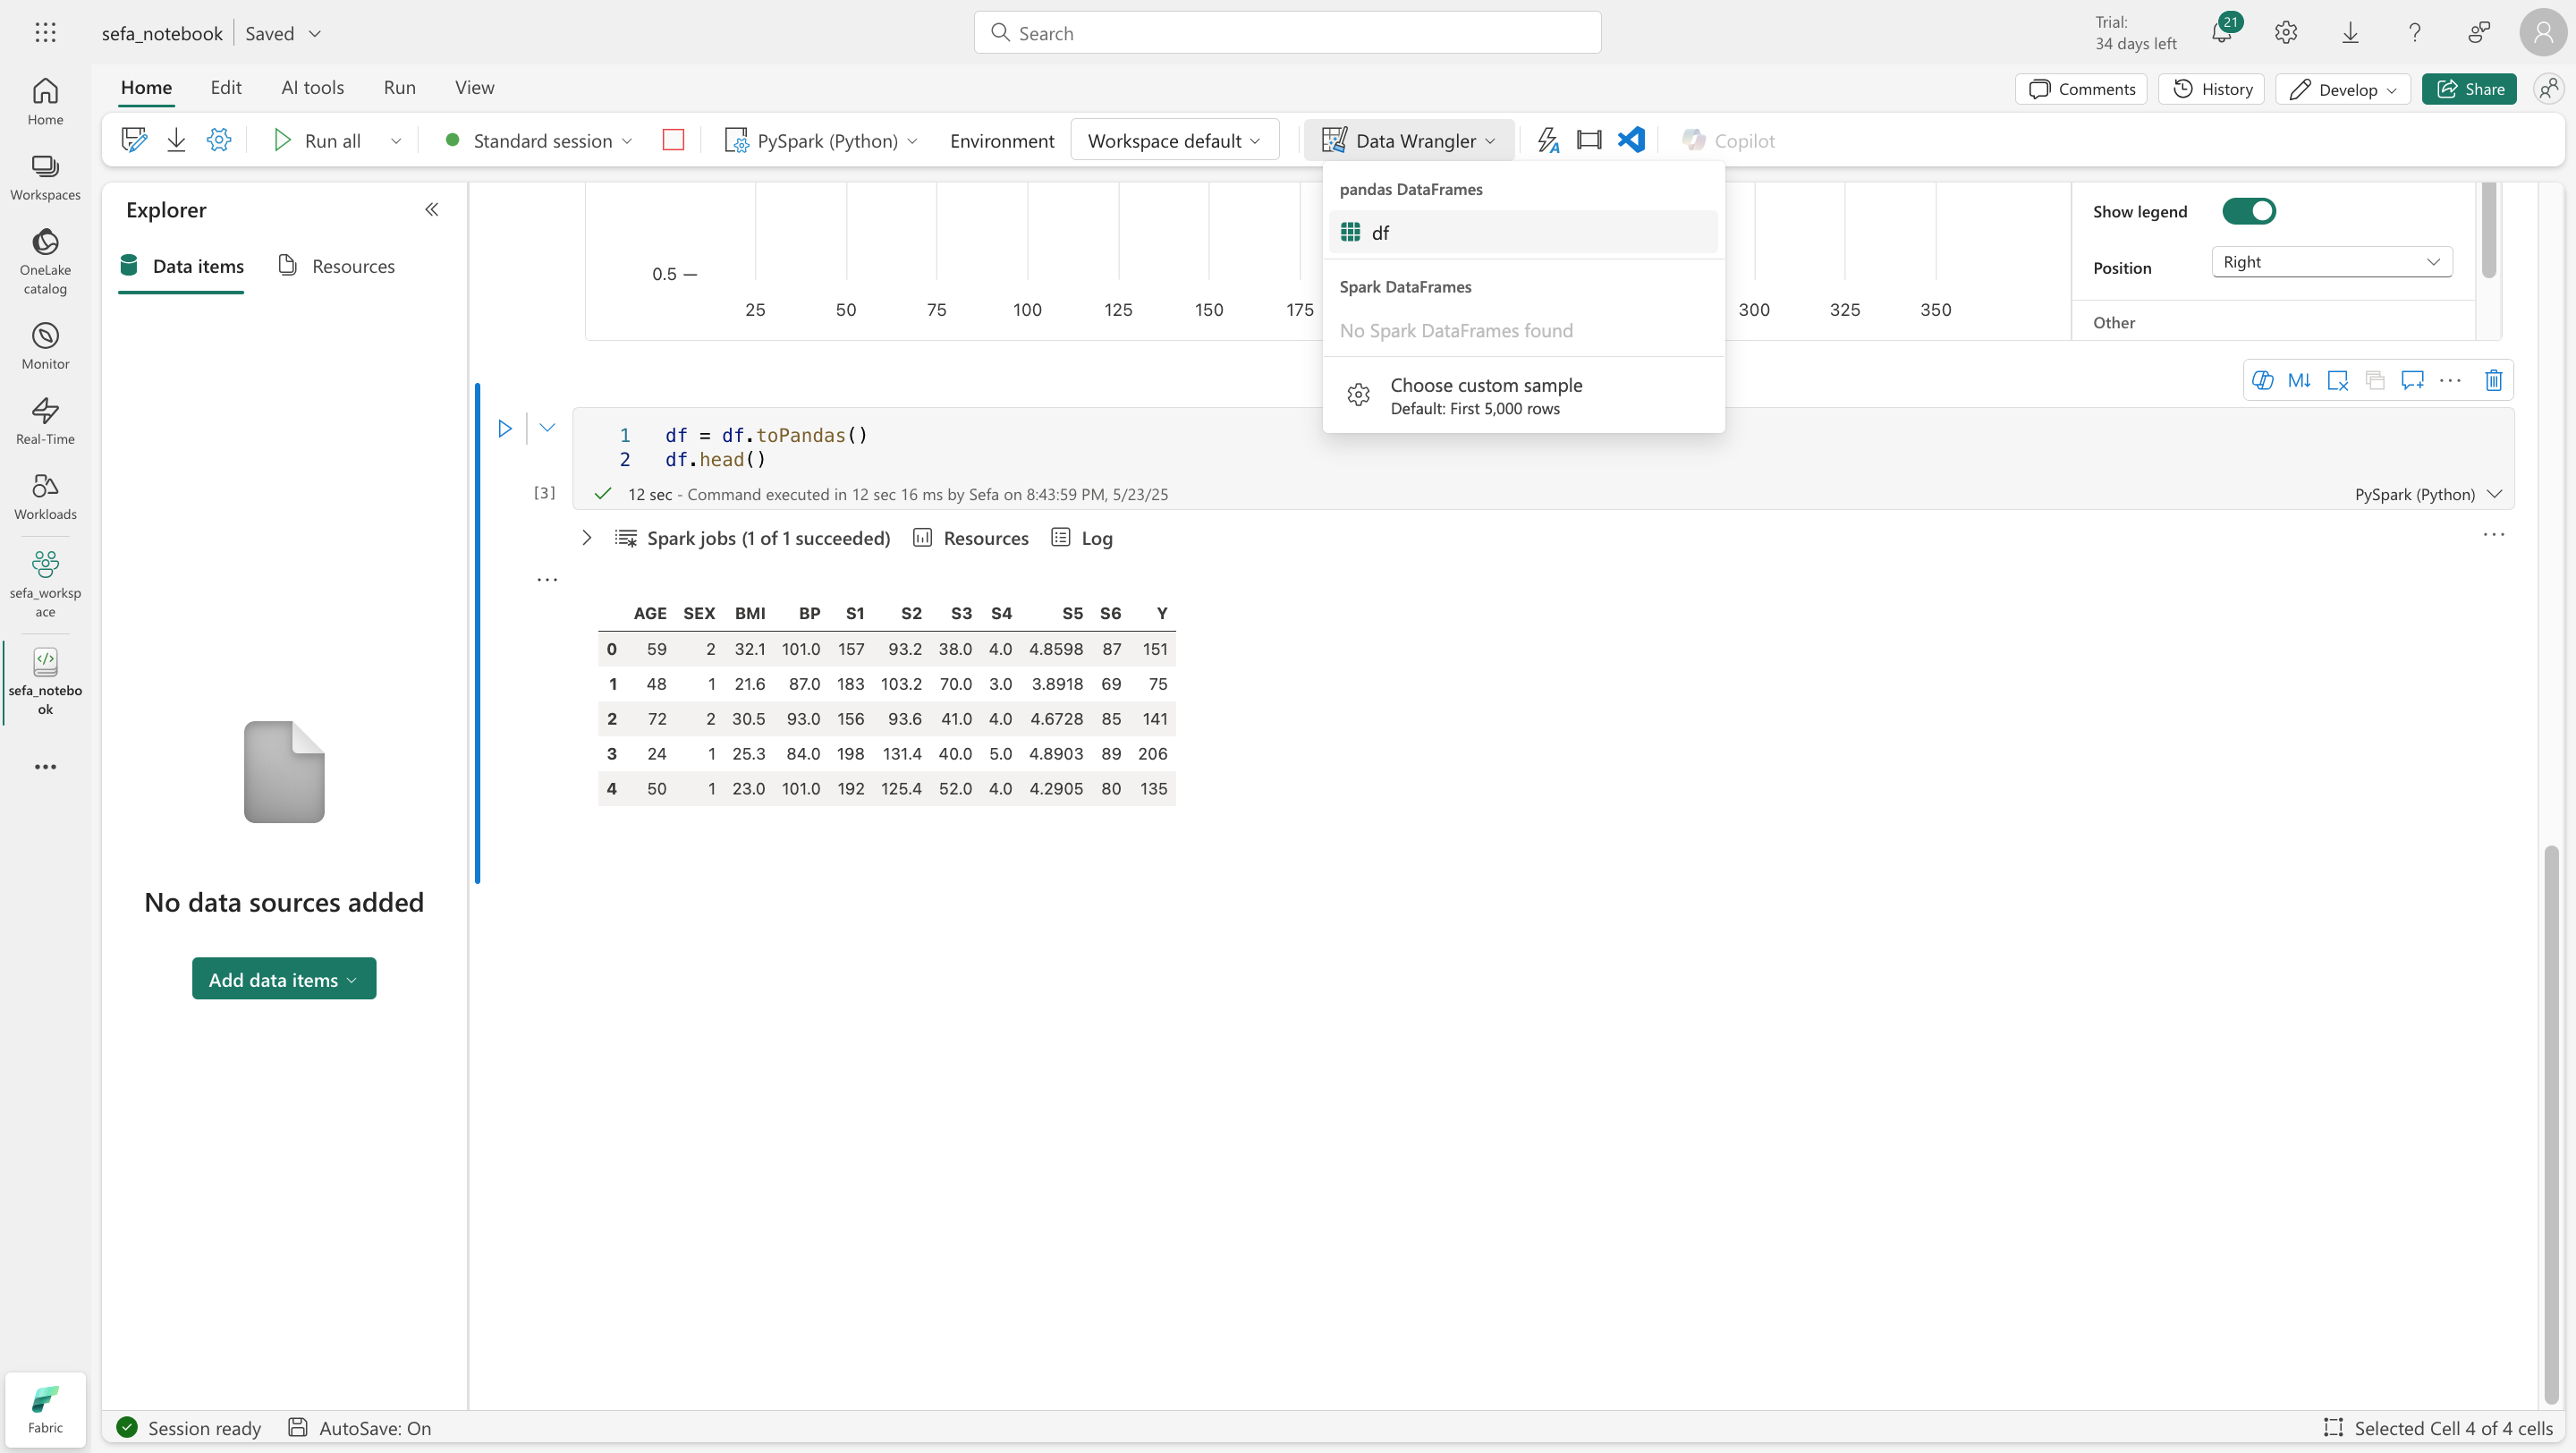 sefa_notebook Saved
Search
Trial:
34 days left
21
Home Edit AI tools Run View
Comments History Develop Share
Run all Standard session PySpark (Python) Environment Workspace default Data Wrangler Copilot
Home
Workspaces
OneLake
catalog
Monitor
Real-Time
Workloads
sefa_worksp
ace
sefa_notebo
ok
Fabric
Explorer
Data items Resources
No data sources added
Add data items
pandas DataFrames
df
Spark DataFrames
No Spark DataFrames found
Choose custom sample
Default: First 5,000 rows
0.5
25 50 75 100 125 150 175 300 325 350
Show legend
Position Right
Other
M↓
1 df = df.toPandas()
2 df.head()
[3] 12 sec - Command executed in 12 sec 16 ms by Sefa on 8:43:59 PM, 5/23/25 PySpark (Python)
Spark jobs (1 of 1 succeeded) Resources Log
AGE SEX BMI BP S1 S2 S3 S4 S5 S6 Y
0 59 2 32.1 101.0 157 93.2 38.0 4.0 4.8598 87 151
1 48 1 21.6 87.0 183 103.2 70.0 3.0 3.8918 69 75
2 72 2 30.5 93.0 156 93.6 41.0 4.0 4.6728 85 141
3 24 1 25.3 84.0 198 131.4 40.0 5.0 4.8903 89 206
4 50 1 23.0 101.0 192 125.4 52.0 4.0 4.2905 80 135
Session ready AutoSave: On Selected Cell 4 of 4 cells